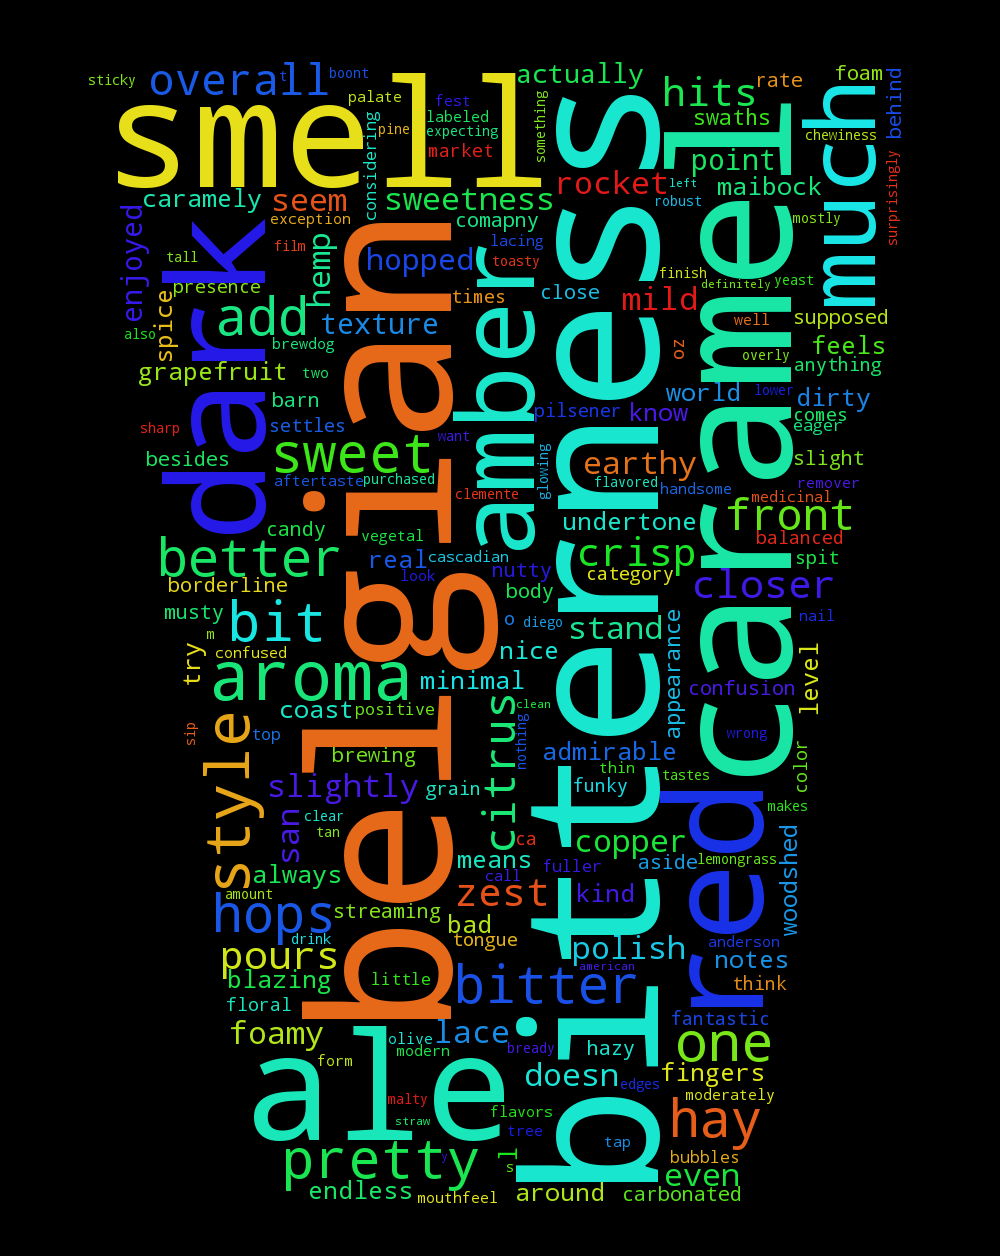 sticky
overall
t
boont
actually
foam
smell
palate
fest
labeled
expecting
pine
market
considering
something
hits
rate
swaths
behind
much
chewiness
point
caramely
seem
exception
sweetness
comapny
rocket
left
robust
maibock
mostly
surprisingly
enjoyed
tall
dark
film
hemp
presence
hopped
lacing
toasty
finish
definitely
yeast
add
texture
times
close
mild
well
supposed
also
spice
brewdog
amber
oz
overly
feels
anything
grapefruit
two
barn
pilsener
know
world
lower
dirty
comes
eager
sharp
settles
want
sweet
besides
aftertaste
purchased
clemente
glowing
earthy
flavored
handsome
slight
remover
medicinal
front
candy
vegetal
undertone
balanced
better
real
cascadian
crisp
spit
borderline
look
nutty
category
closer
musty
bit
body
o
diego
stand
nail
m
confused
nice
try
aroma
minimal
appearance
confusion
level
coast
positive
clean
sip
top
style
brewing
citrus
nothing
admirable
wrong
caramel
thin
tastes
color
slightly
grain
funky
belgian
bitterness
red
makes
clear
san
tan
ca
copper
means
fuller
aside
lemongrass
woodshed
always
call
amount
zest
kind
hops
streaming
bad
drink
tongue
polish
anderson
pours
american
notes
blazing
little
bitter
think
floral
fantastic
foamy
olive
lace
bready
hazy
one
modern
form
doesn
fingers
edges
moderately
ale
malty
straw
flavors
hay
tree
tap
pretty
y
l
s
bubbles
even
endless
mouthfeel
around
carbonated